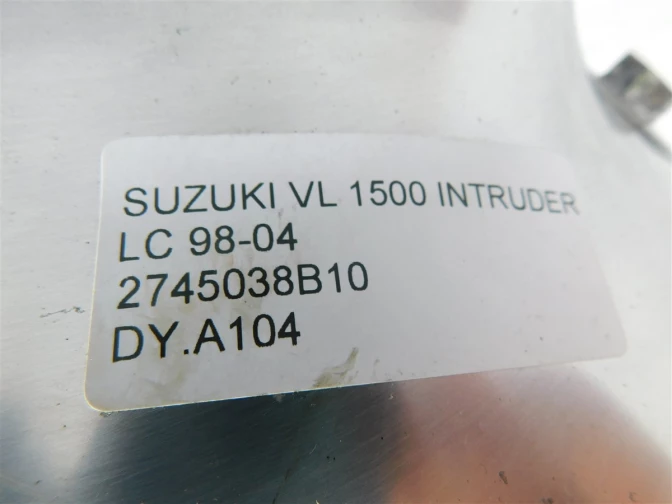 SUZUKI VL 1500 INTRUDER
LC 98-04
2745038B10
DY.A104